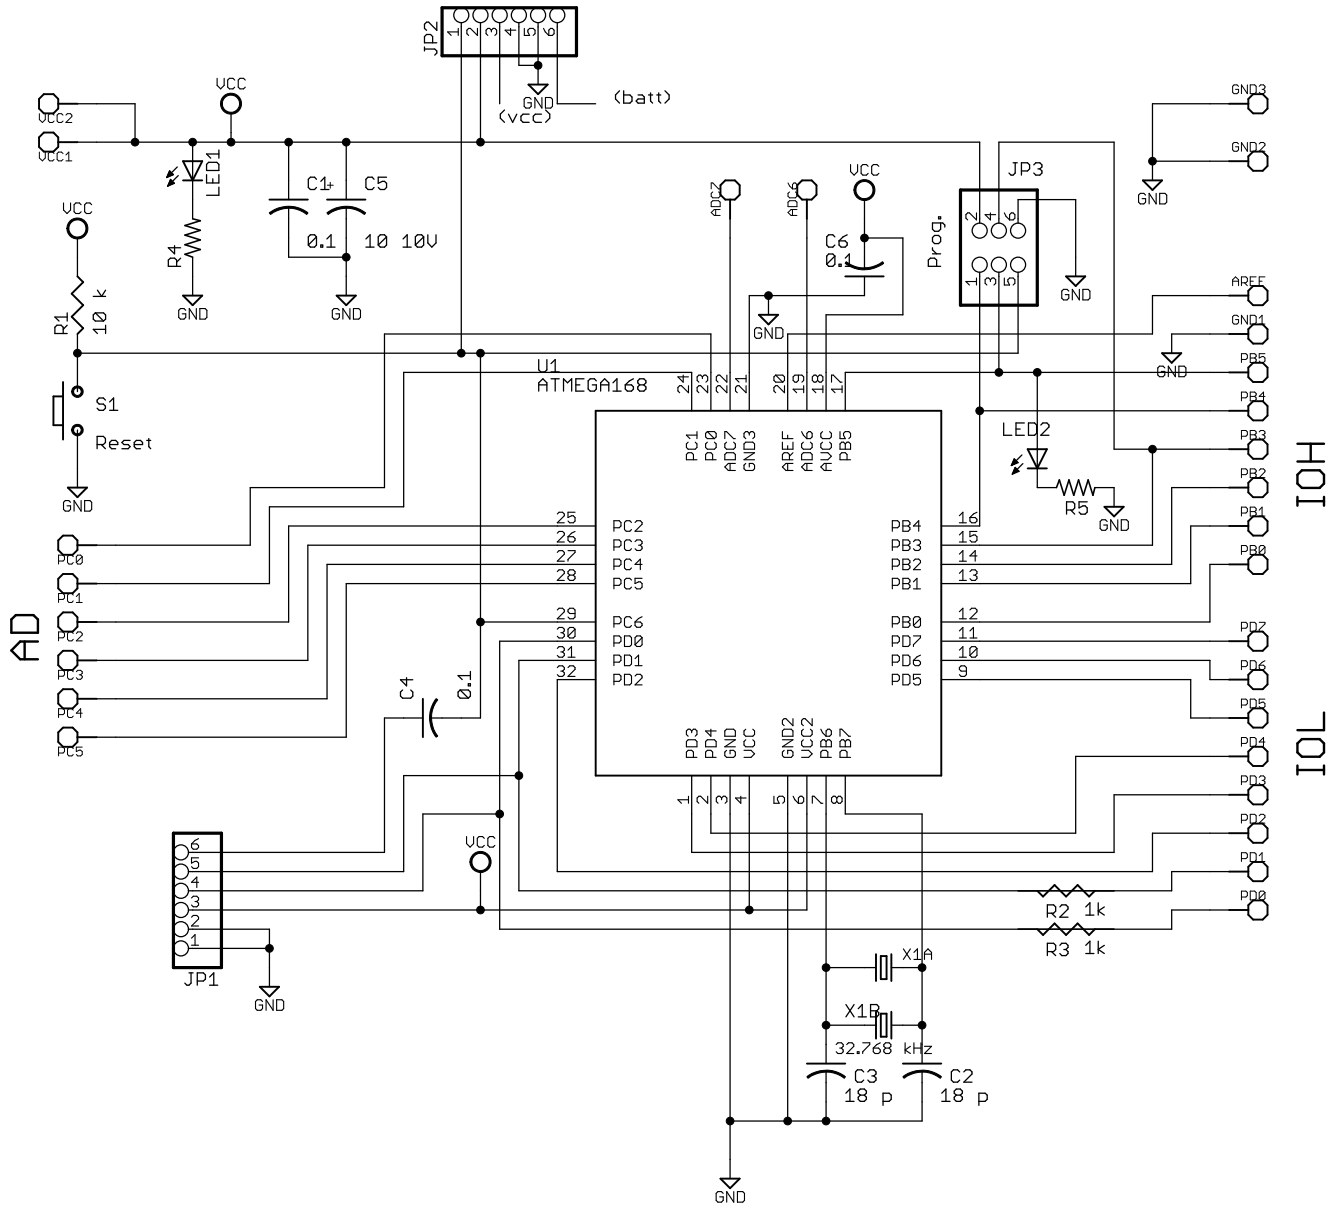 JP2
1 2 3 4 5 6
GND
(vcc)
(batt)
VCC
VCC2
VCC1
LED1
R4
GND
C1 +
0.1
C5
10 10V
GND
VCC
R1
10 k
S1
Reset
GND
ADC7
ADC6
VCC
C6
0.1
GND
JP3
Prog.
2 4 6
1 3 5
GND
GND3
GND2
GND
AREF
GND1
GND
PB5
PB4
PB3
PB2
PB1
PB0
IOH
LED2
R5
GND
U1
ATMEGA168
24 23 22 21 20 19 18 17
PC1 PC0 ADC7 GND3 AREF ADC6 AVCC PB5
25 PC2
26 PC3
27 PC4
28 PC5
29 PC6
30 PD0
31 PD1
32 PD2
PB4 16
PB3 15
PB2 14
PB1 13
PB0 12
PD7 11
PD6 10
PD5 9
PD3 PD4 GND VCC GND2 VCC2 PB6 PB7
1 2 3 4 5 6 7 8
AD
PC0
PC1
PC2
PC3
PC4
PC5
C4
0.1
PD7
PD6
PD5
PD4
PD3
PD2
PD1
PD0
IOL
VCC
6
5
4
3
2
1
JP1
GND
R2 1k
R3 1k
X1A
X1B
32.768 kHz
C3
18 p
C2
18 p
GND